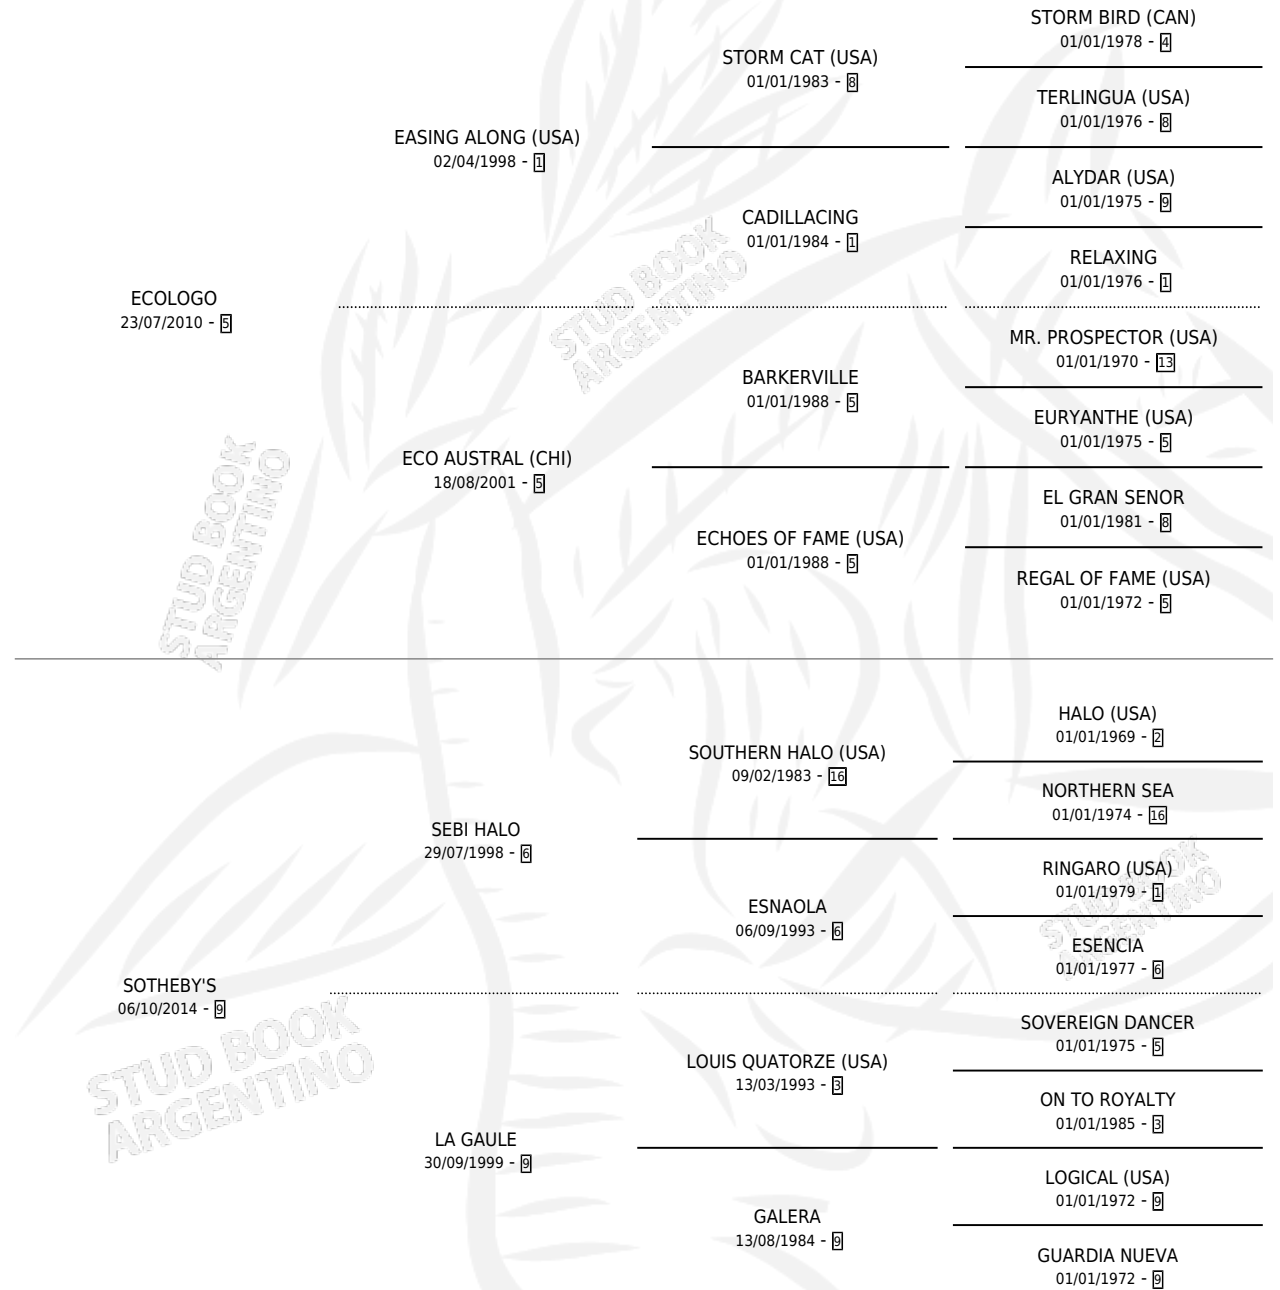 STORM BIRD (CAN)
01/01/1978 - 4
STORM CAT (USA)
01/01/1983 - 8
TERLINGUA (USA)
01/01/1976 - 8
EASING ALONG (USA)
02/04/1998 - 1
ALYDAR (USA)
01/01/1975 - 9
CADILLACING
01/01/1984 - 1
RELAXING
01/01/1976 - 1
ECOLOGO
23/07/2010 - 5
MR. PROSPECTOR (USA)
01/01/1970 - 13
BARKERVILLE
01/01/1988 - 5
EURYANTHE (USA)
01/01/1975 - 5
ECO AUSTRAL (CHI)
18/08/2001 - 5
EL GRAN SENOR
01/01/1981 - 8
ECHOES OF FAME (USA)
01/01/1988 - 5
REGAL OF FAME (USA)
01/01/1972 - 5
HALO (USA)
01/01/1969 - 2
SOUTHERN HALO (USA)
09/02/1983 - 16
NORTHERN SEA
01/01/1974 - 16
SEBI HALO
29/07/1998 - 6
RINGARO (USA)
01/01/1979 - 1
ESNAOLA
06/09/1993 - 6
ESENCIA
01/01/1977 - 6
SOTHEBY'S
06/10/2014 - 9
SOVEREIGN DANCER
01/01/1975 - 5
LOUIS QUATORZE (USA)
13/03/1993 - 3
ON TO ROYALTY
01/01/1985 - 3
LA GAULE
30/09/1999 - 9
LOGICAL (USA)
01/01/1972 - 9
GALERA
13/08/1984 - 9
GUARDIA NUEVA
01/01/1972 - 9
STUD BOOK
ARGENTINO
STUD BOOK
ARGENTINO
STUD BOOK
ARGENTINO
STUD BOOK
ARGENTINO